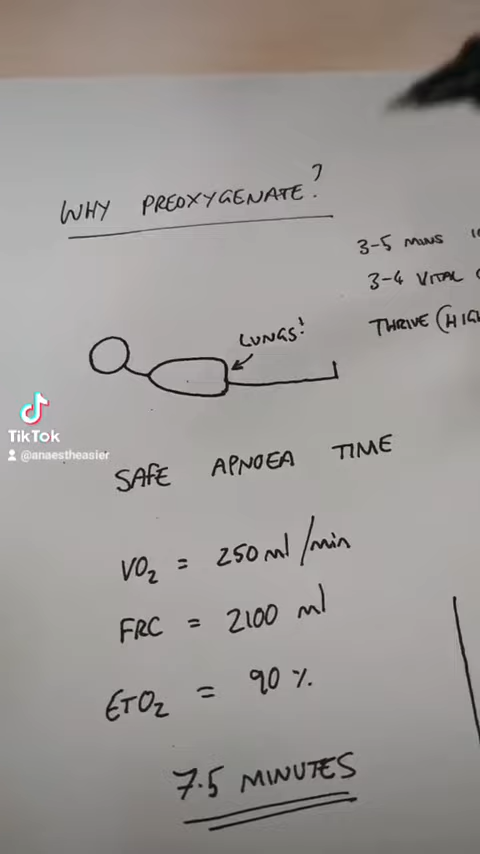 WHY PREOXYGENATE?
3-5 MINS
3-4 VITAL
THRIVE (HIGH
LUNGS!
TikTok
@anaestheasier
SAFE APNOEA TIME
VO2 = 250 ml/min
FRC = 2100 ml
ETO2 = 90 %.
7.5 MINUTES